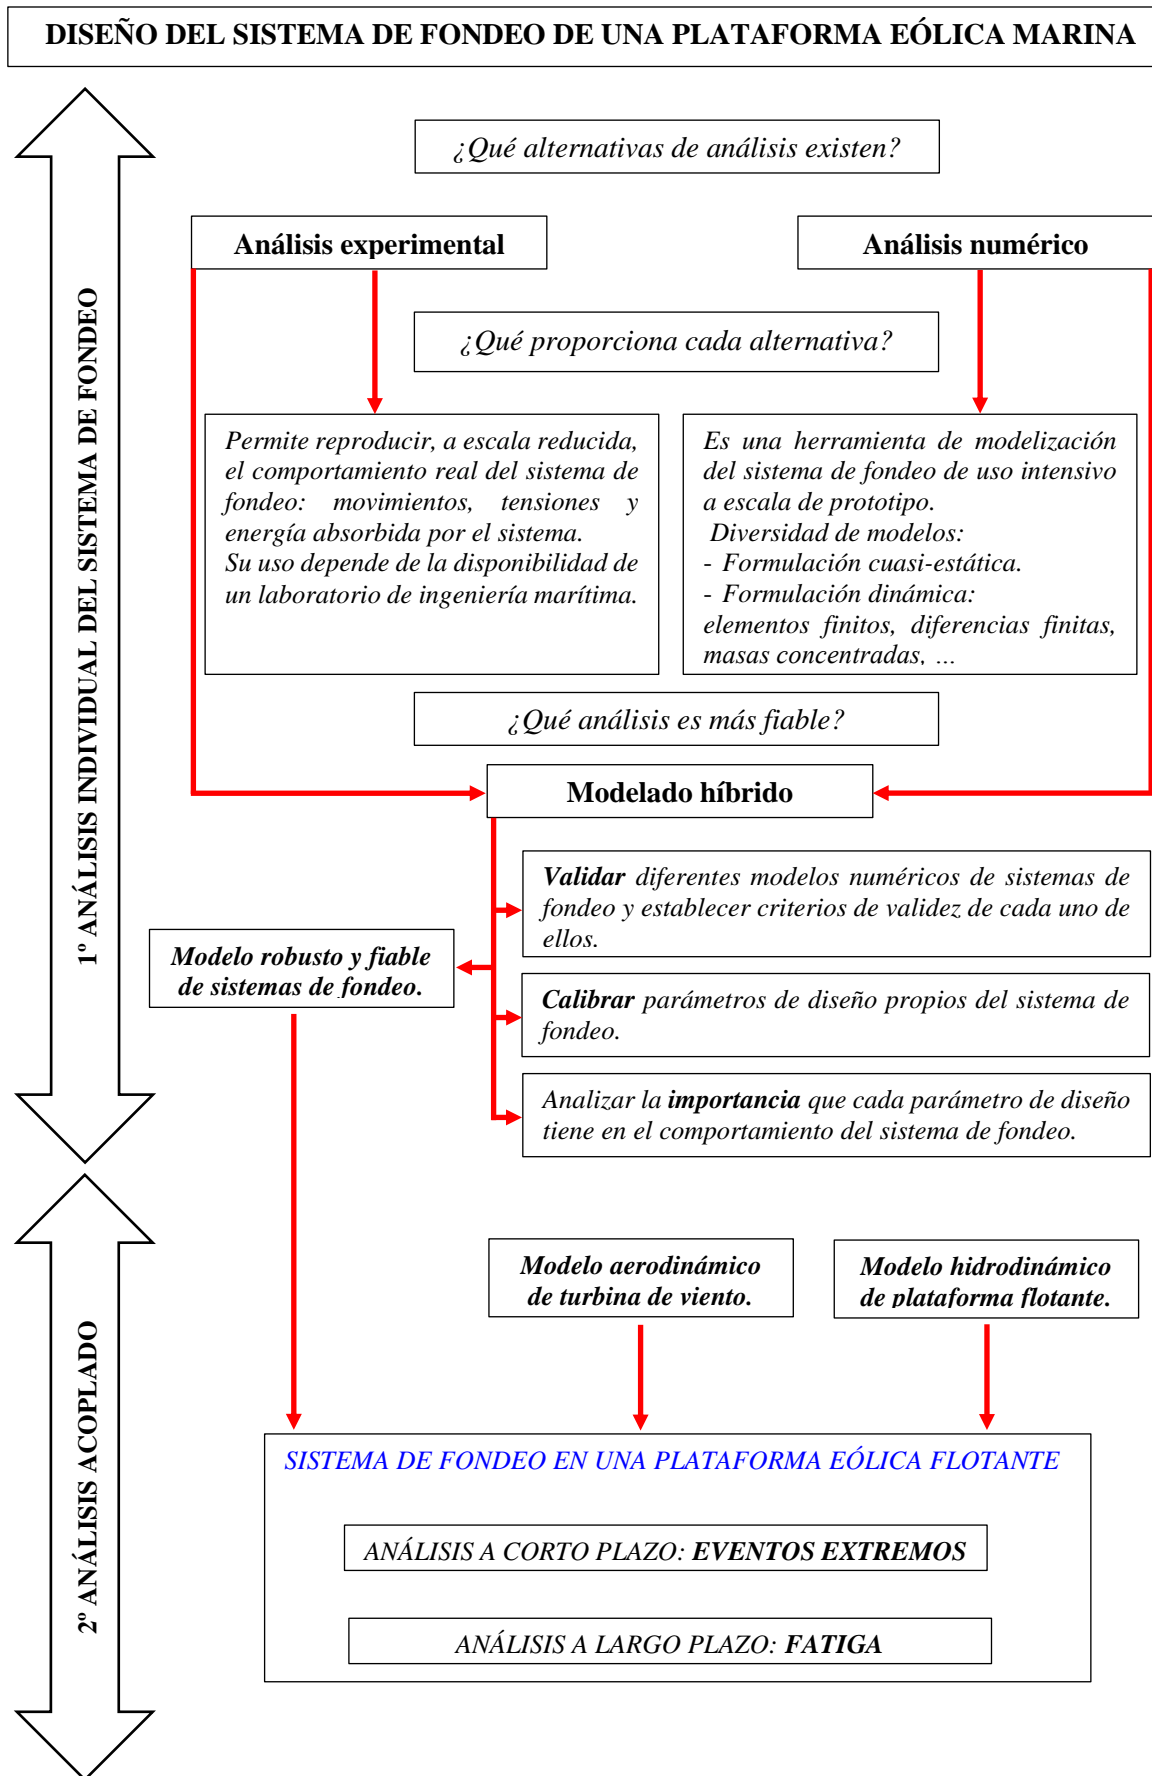 DISEÑO DEL SISTEMA DE FONDEO DE UNA PLATAFORMA EÓLICA MARINA
1º ANÁLISIS INDIVIDUAL DEL SISTEMA DE FONDEO
¿Qué alternativas de análisis existen?
Análisis experimental
Análisis numérico
¿Qué proporciona cada alternativa?
Permite reproducir, a escala reducida,
el comportamiento real del sistema de
fondeo: movimientos, tensiones y
energía absorbida por el sistema.
Su uso depende de la disponibilidad de
un laboratorio de ingeniería marítima.
Es una herramienta de modelización
del sistema de fondeo de uso intensivo
a escala de prototipo.
Diversidad de modelos:
- Formulación cuasi-estática.
- Formulación dinámica:
elementos finitos, diferencias finitas,
masas concentradas, ...
¿Qué análisis es más fiable?
Modelado híbrido
Validar diferentes modelos numéricos de sistemas de
fondeo y establecer criterios de validez de cada uno de
ellos.
Modelo robusto y fiable
de sistemas de fondeo.
Calibrar parámetros de diseño propios del sistema de
fondeo.
Analizar la importancia que cada parámetro de diseño
tiene en el comportamiento del sistema de fondeo.
2º ANÁLISIS ACOPLADO
Modelo aerodinámico
de turbina de viento.
Modelo hidrodinámico
de plataforma flotante.
SISTEMA DE FONDEO EN UNA PLATAFORMA EÓLICA FLOTANTE
ANÁLISIS A CORTO PLAZO: EVENTOS EXTREMOS
ANÁLISIS A LARGO PLAZO: FATIGA